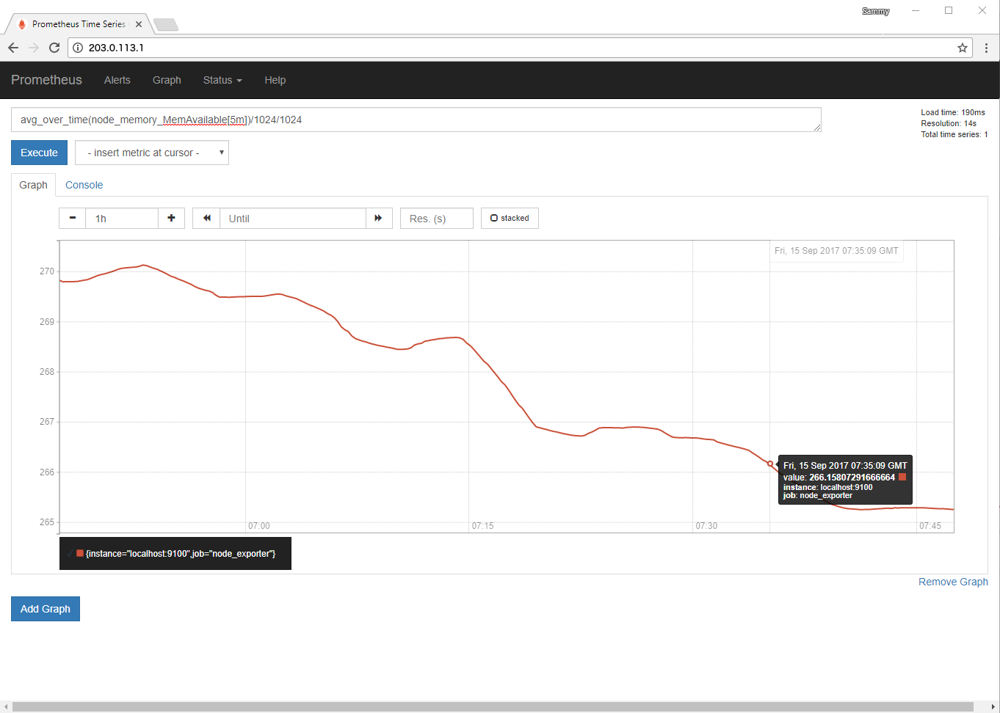 Sammy
Prometheus Time Series
203.0.113.1
Prometheus Alerts Graph Status Help
avg_over_time(node_memory_MemAvailable[5m])/1024/1024
Load time: 190ms
Resolution: 14s
Total time series: 1
Execute - insert metric at cursor -
Graph Console
1h Until Res. (s) stacked
Fri, 15 Sep 2017 07:35:09 GMT
270
269
268
267
266
265
Fri, 15 Sep 2017 07:35:09 GMT
value: 266.15807291666664
instance: localhost:9100
job: node_exporter
07:00 07:15 07:30 07:45
{instance="localhost:9100",job="node_exporter"}
Remove Graph
Add Graph